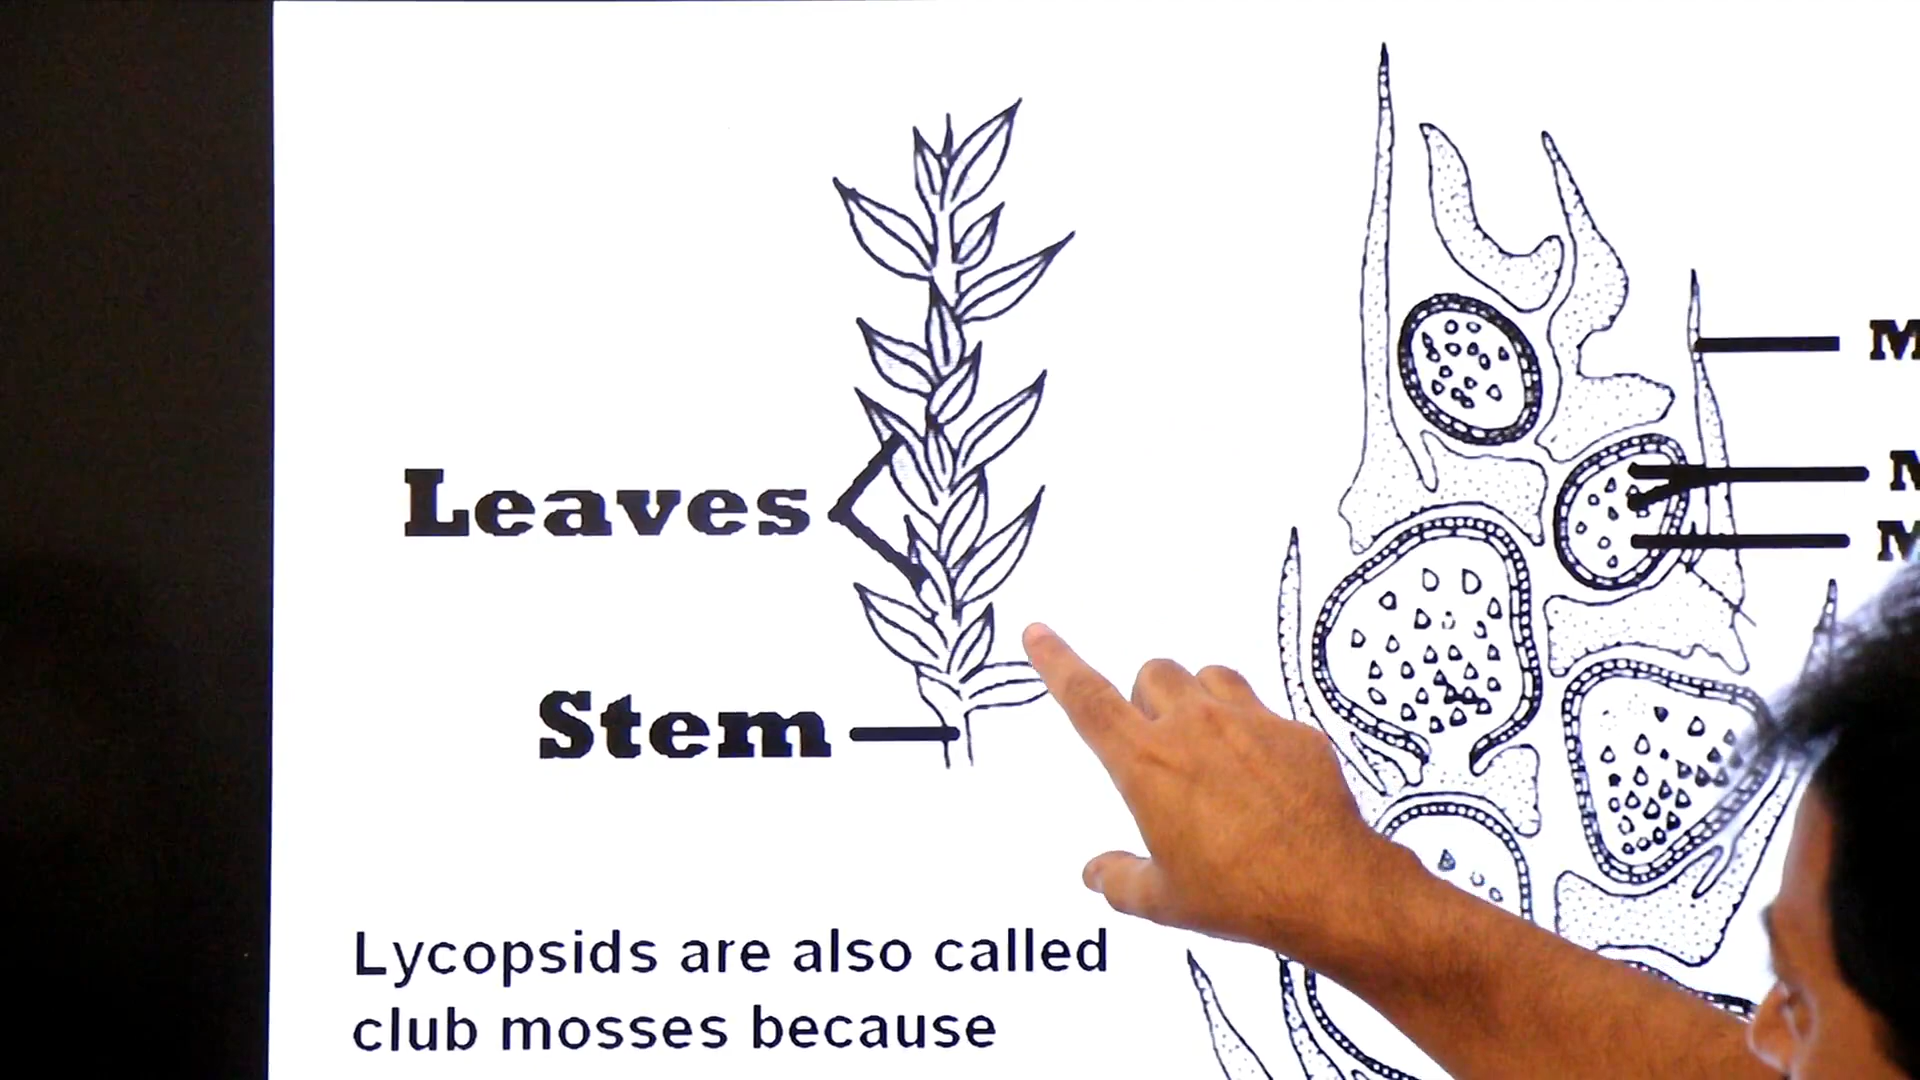 Leaves
Stem
Lycopsids are also called
club mosses because